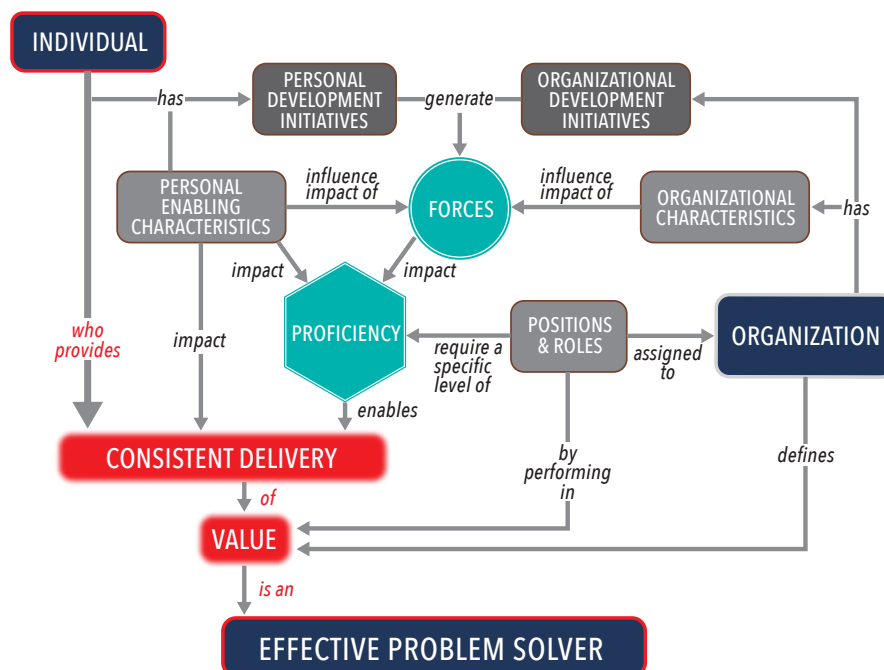 INDIVIDUAL
has
PERSONAL
DEVELOPMENT
INITIATIVES
generate
ORGANIZATIONAL
DEVELOPMENT
INITIATIVES
PERSONAL
ENABLING
CHARACTERISTICS
influence
impact of
FORCES
influence
impact of
ORGANIZATIONAL
CHARACTERISTICS
has
impact
impact
who
provides
impact
PROFICIENCY
require a
specific
level of
POSITIONS
& ROLES
assigned
to
ORGANIZATION
enables
CONSISTENT DELIVERY
by
performing
in
defines
of
VALUE
is an
EFFECTIVE PROBLEM SOLVER